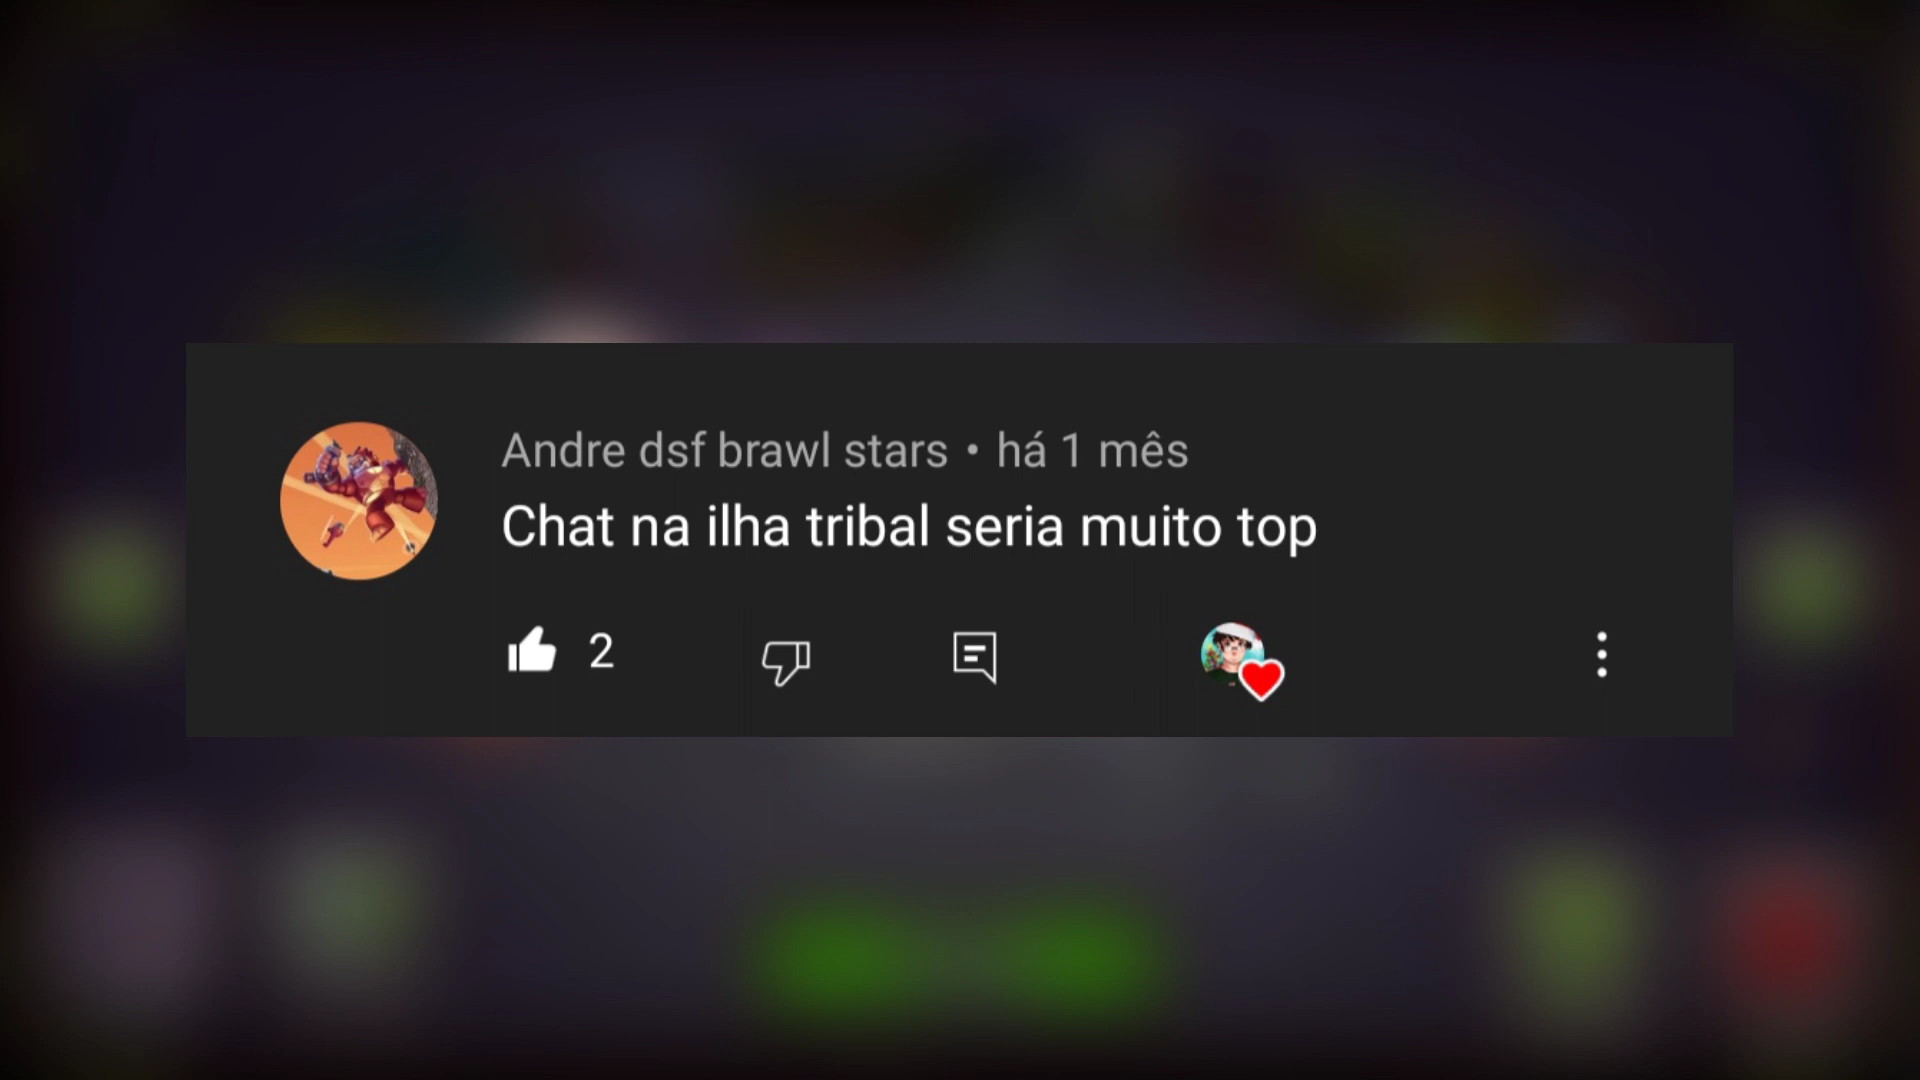 Andre dsf brawl stars • há 1 mês
Chat na ilha tribal seria muito top
2